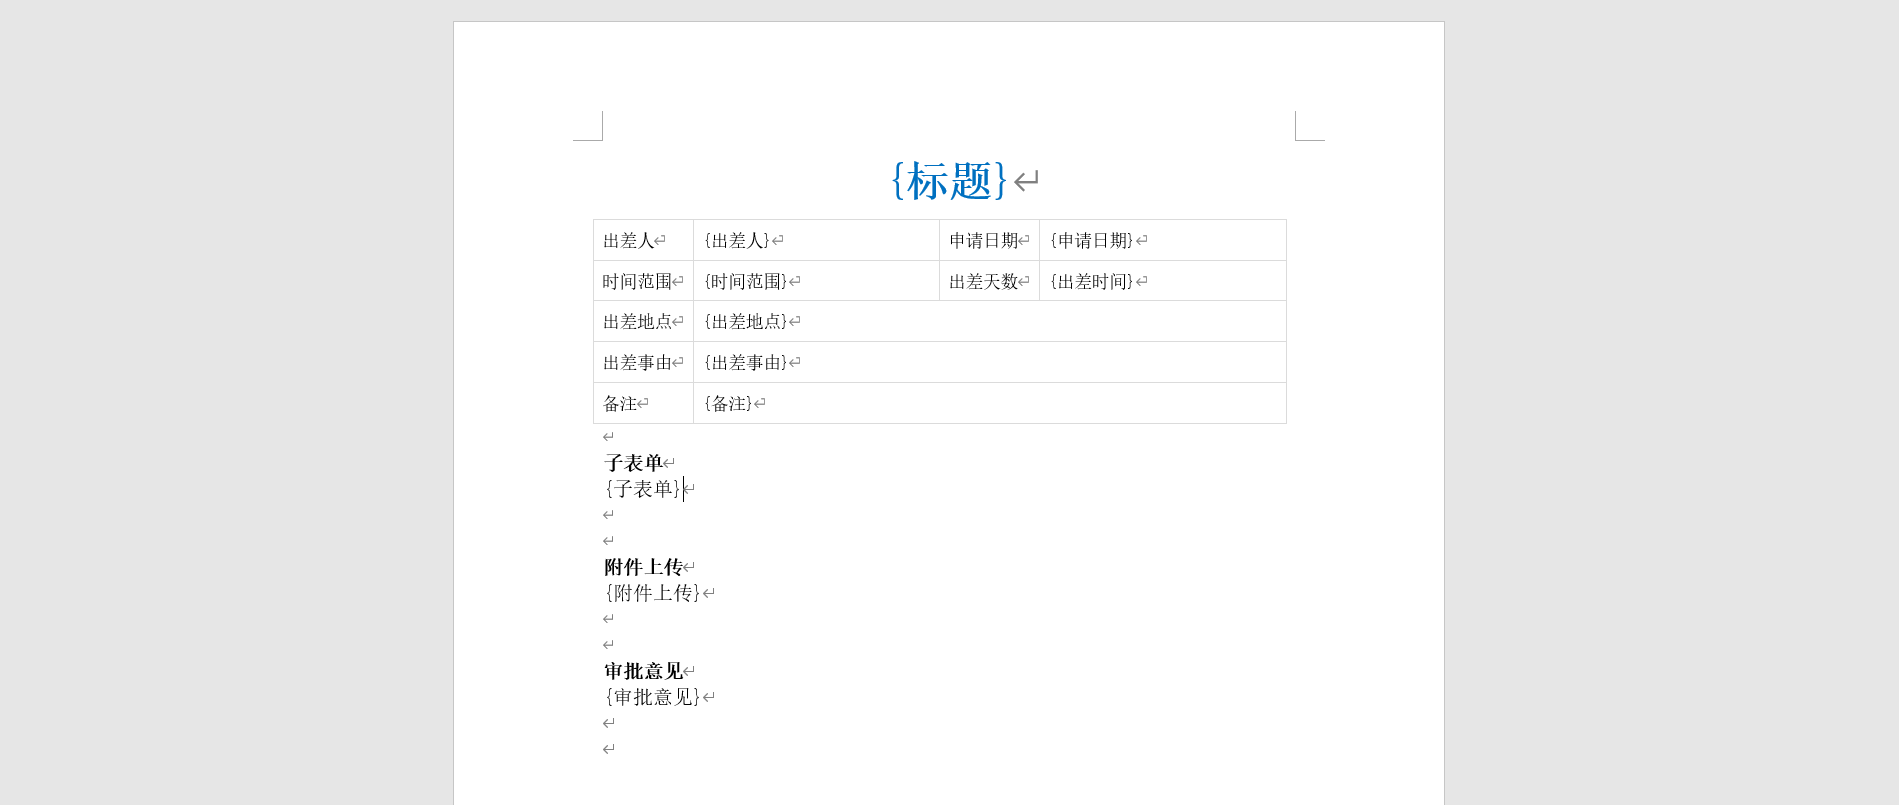 {标题}
出差人 {出差人} 申请日期 {申请日期}
时间范围 {时间范围} 出差天数 {出差时间}
出差地点 {出差地点}
出差事由 {出差事由}
备注 {备注}
子表单
{子表单}
附件上传
{附件上传}
审批意见
{审批意见}